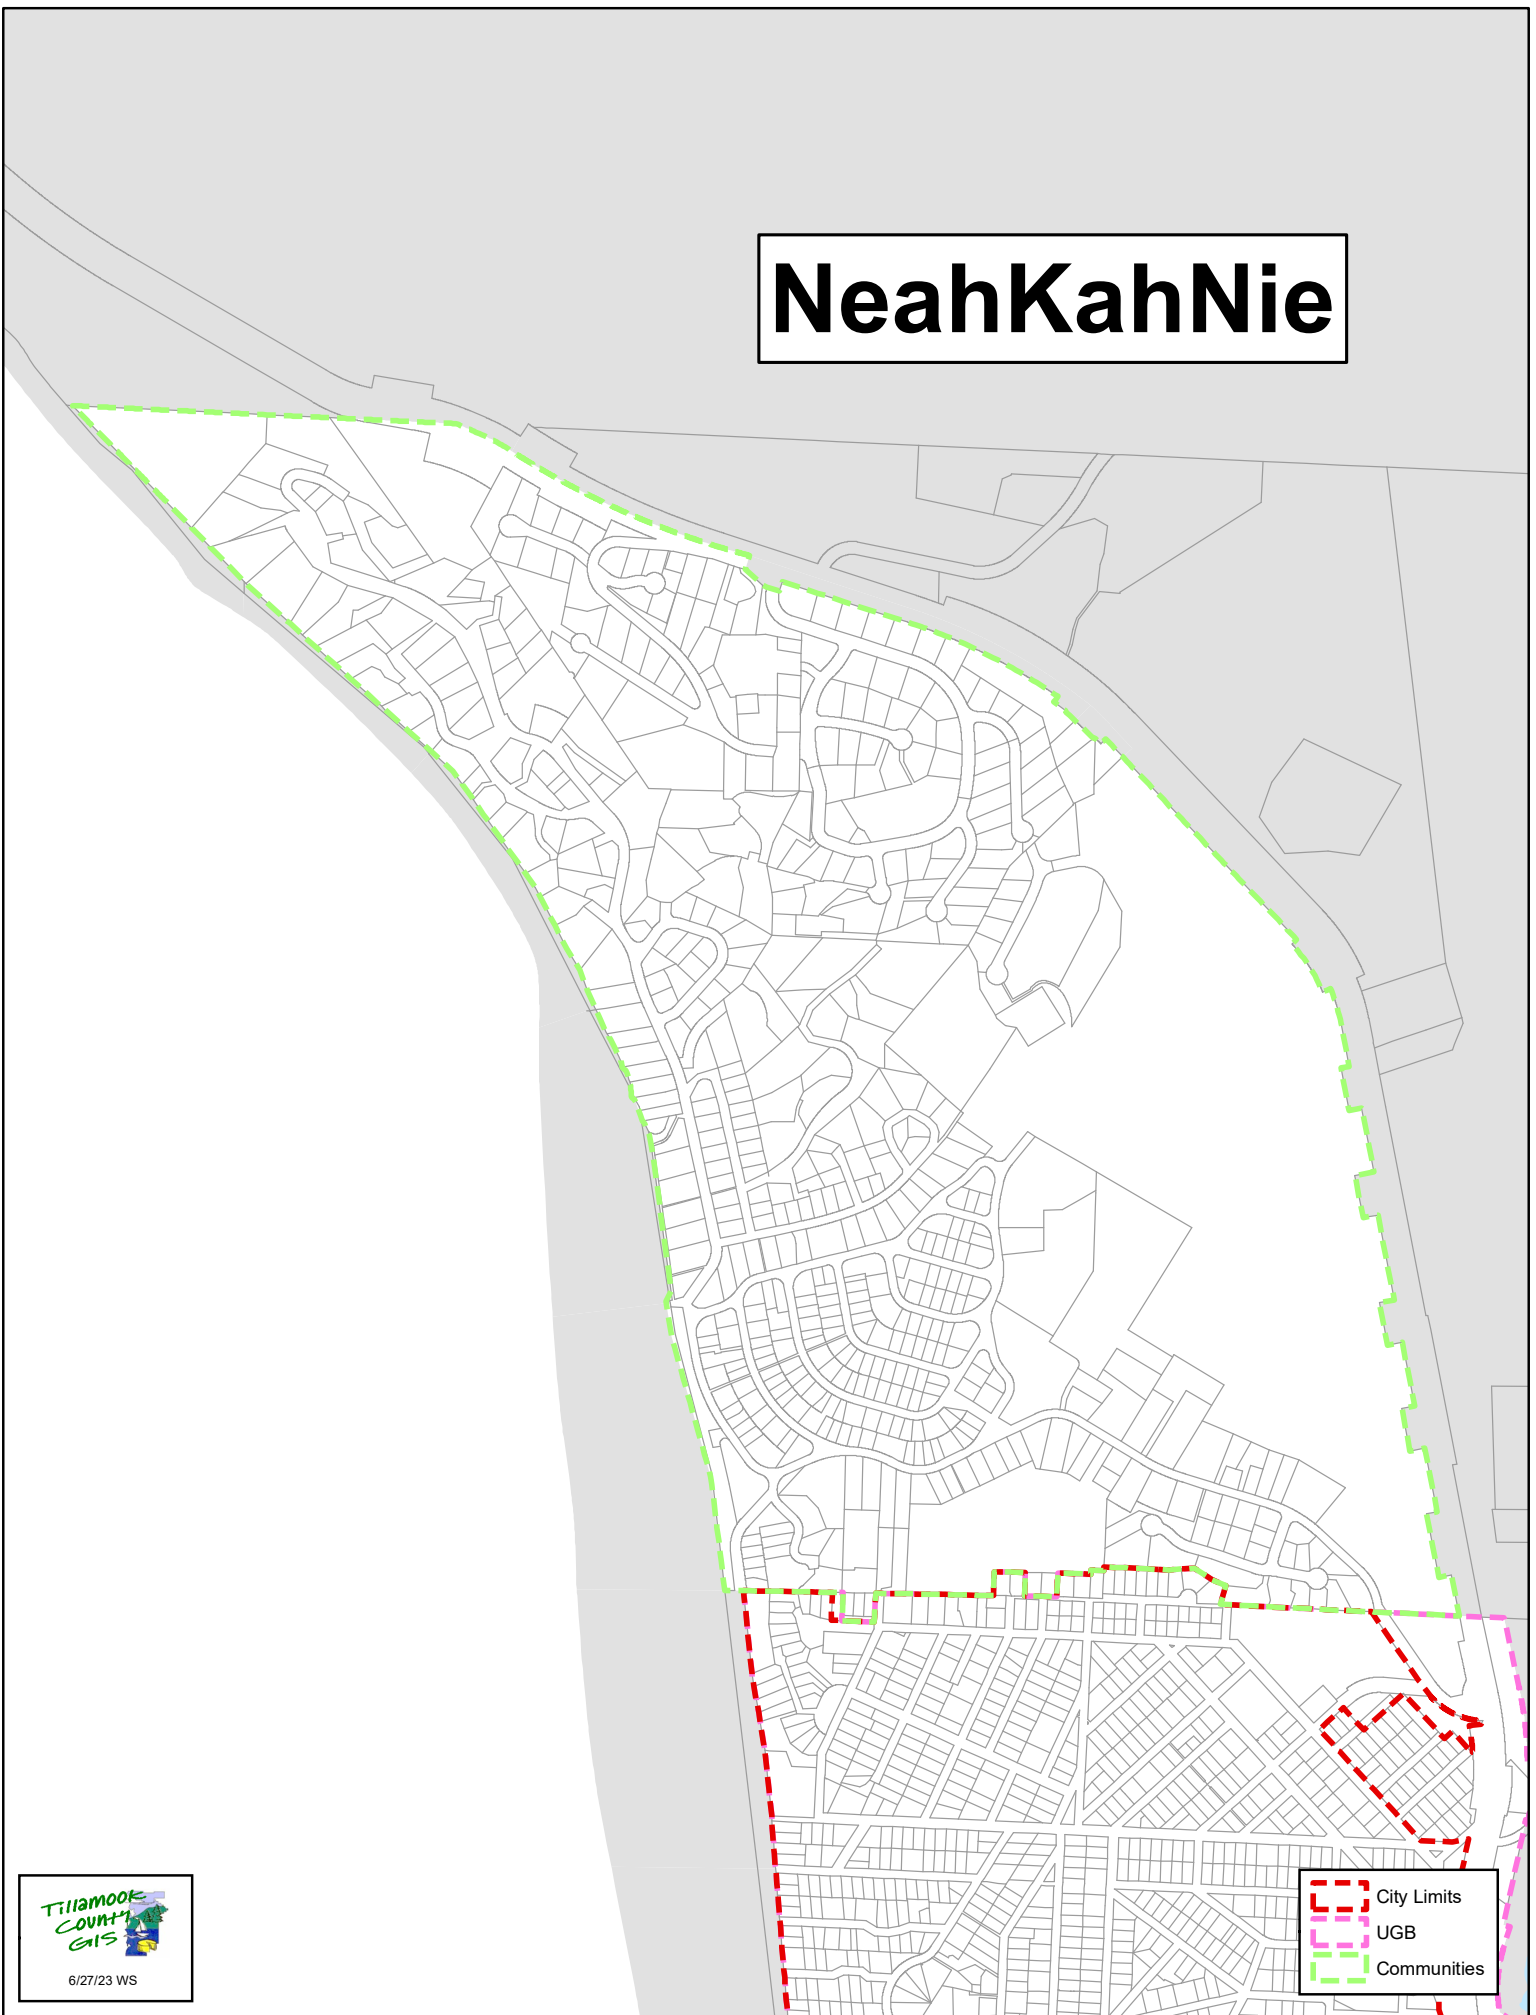 NeahKahNie
Tillamook
County
GIS
6/27/23 WS
City Limits
UGB
Communities